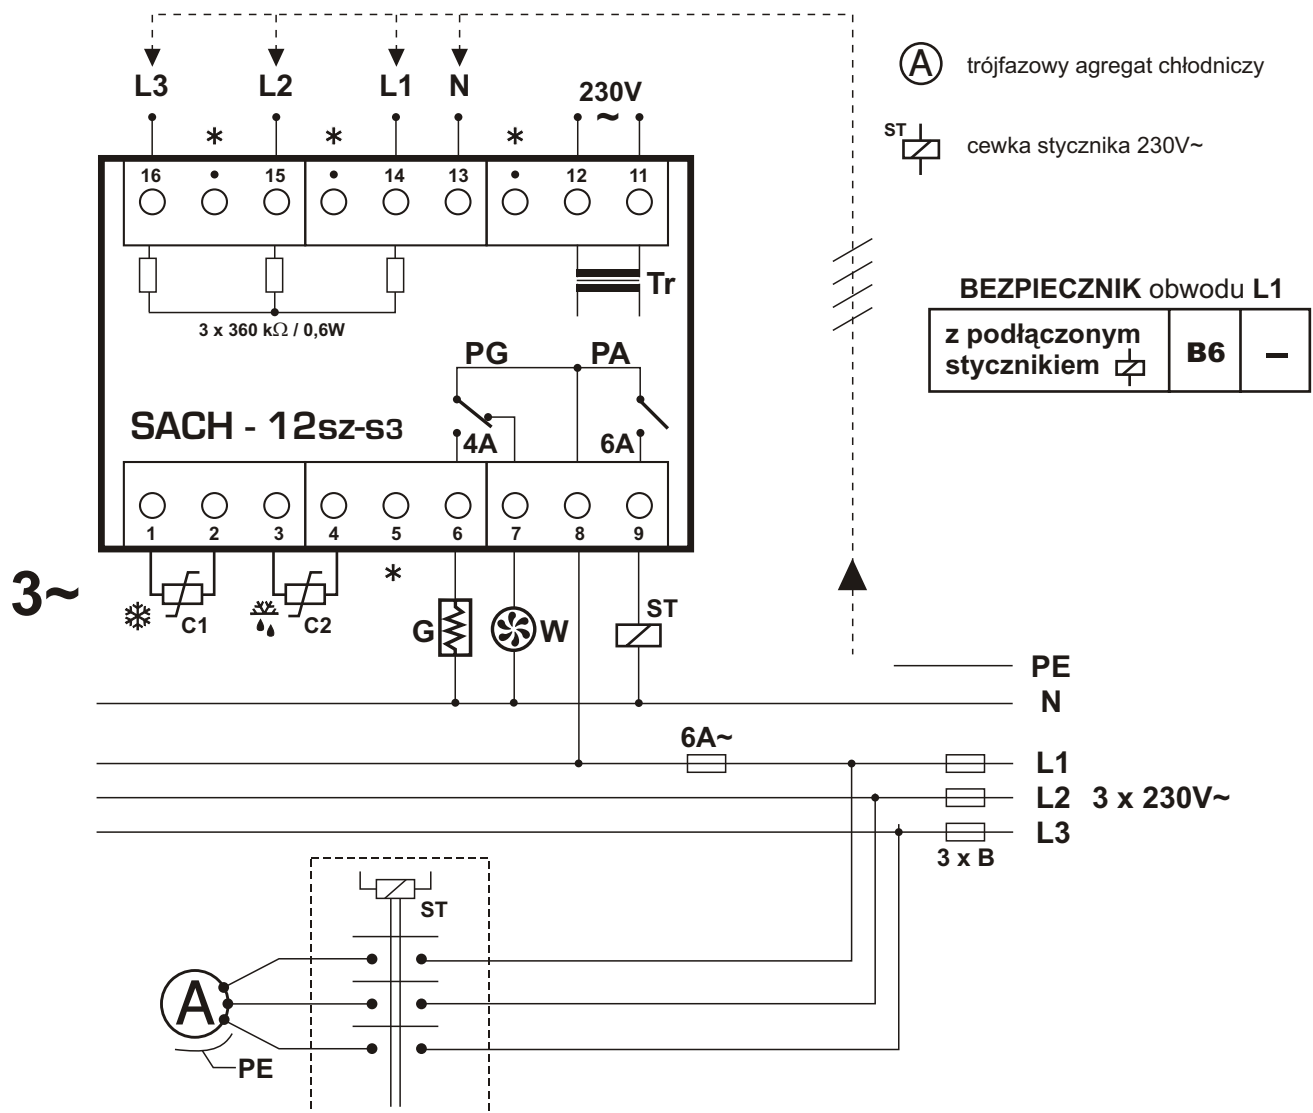 L3 L2 L1 N 230V
~
* * *
16 • 15 • 14 13 • 12 11
Tr
3 x 360 kΩ / 0,6W
PG PA
SACH - 12sz-s3
4A 6A
1 2 3 4 5 6 7 8 9
3~
*
C1 C2 G W ST
A trójfazowy agregat chłodniczy
ST cewka stycznika 230V~
BEZPIECZNIK obwodu L1
z podłączonym
stycznikiem
B6 –
PE
N
6A~
L1
L2 3 x 230V~
L3
3 x B
ST
A
PE